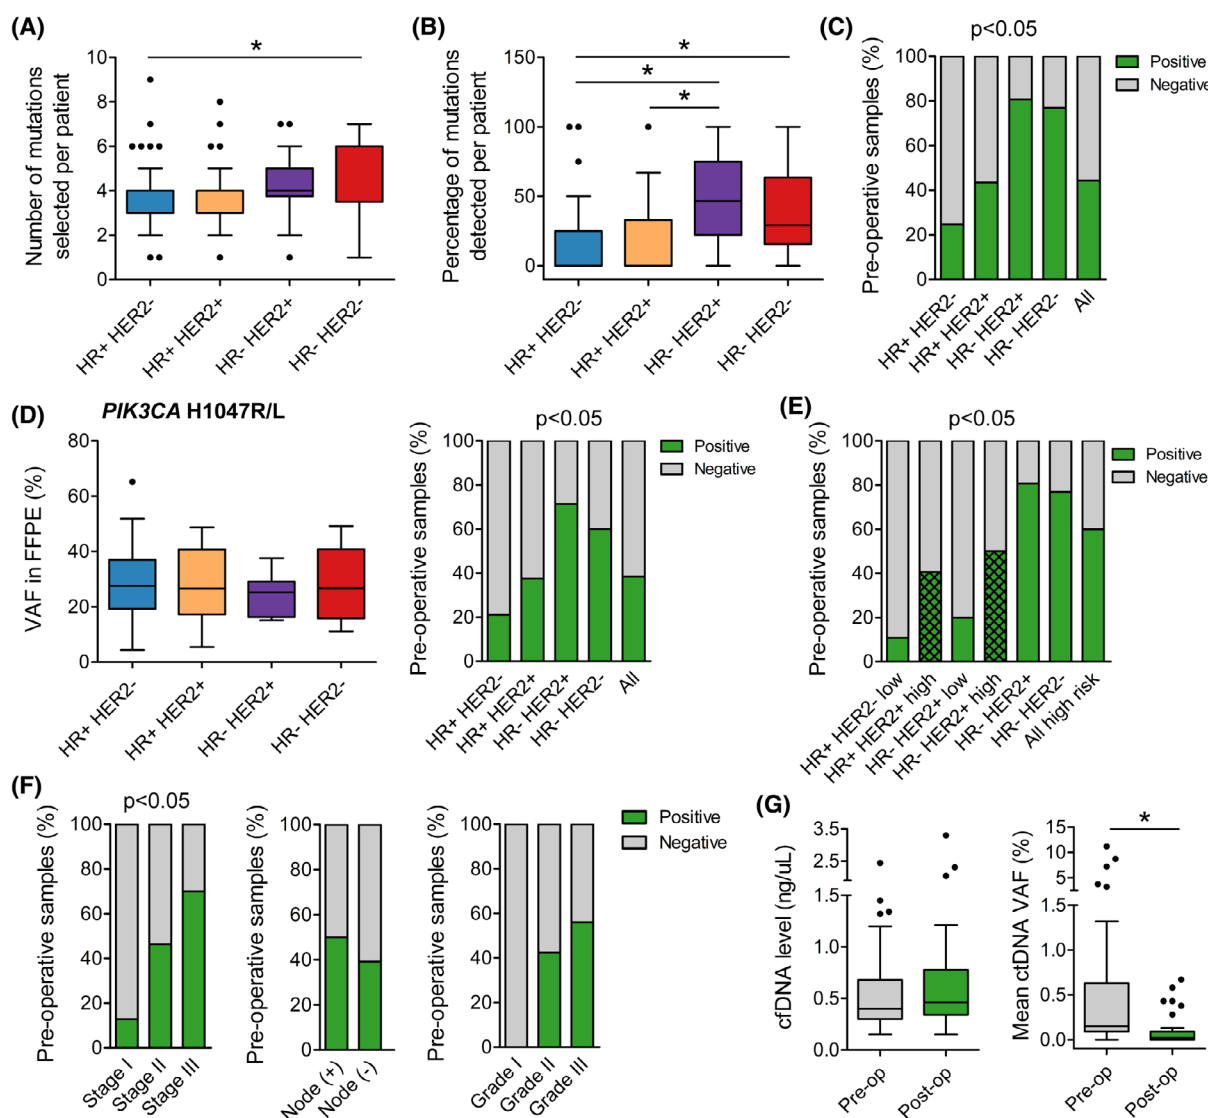 (A)
Number of mutations
selected per patient
10
8
6
4
2
0
*
HR+ HER2-
HR+ HER2+
HR- HER2+
HR- HER2-
(B)
Percentage of mutations
detected per patient
150
100
50
0
*
*
*
HR+ HER2-
HR+ HER2+
HR- HER2+
HR- HER2-
(C)
p<0.05
Pre-operative samples (%)
100
80
60
40
20
0
Positive
Negative
HR+ HER2-
HR+ HER2+
HR- HER2+
HR- HER2-
All
(D)
PIK3CA H1047R/L
VAF in FFPE (%)
80
60
40
20
0
HR+ HER2-
HR+ HER2+
HR- HER2+
HR- HER2-
p<0.05
Pre-operative samples (%)
100
80
60
40
20
0
Positive
Negative
HR+ HER2-
HR+ HER2+
HR- HER2+
HR- HER2-
All
(E)
p<0.05
Pre-operative samples (%)
100
80
60
40
20
0
Positive
Negative
HR+ HER2- low
HR+ HER2+ high
HR- HER2+ low
HR- HER2+ high
HR- HER2+
HR- HER2-
All high risk
(F)
p<0.05
Pre-operative samples (%)
100
80
60
40
20
0
Stage I
Stage II
Stage III
Pre-operative samples (%)
100
80
60
40
20
0
Node (+)
Node (-)
Pre-operative samples (%)
100
80
60
40
20
0
Grade I
Grade II
Grade III
Positive
Negative
(G)
cfDNA level (ng/uL)
3.5
2.5
1.5
1.0
0.5
0.0
Pre-op
Post-op
Mean ctDNA VAF (%)
15
10
5
1.5
1.0
0.5
0.0
*
Pre-op
Post-op